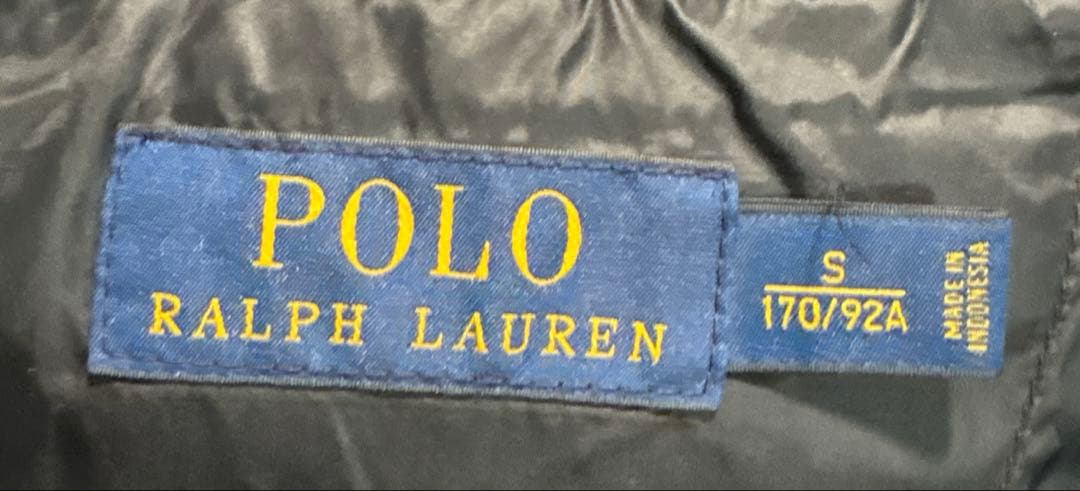 POLO
RALPH LAUREN
S
170/92A
MADE IN
INDONESIA